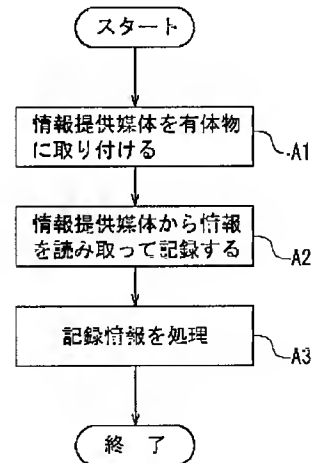 スタート
情報提供媒体を有体物
に取り付ける
A1
情報提供媒体から情報
を読み取って記録する
A2
記録情報を処理
A3
終 了